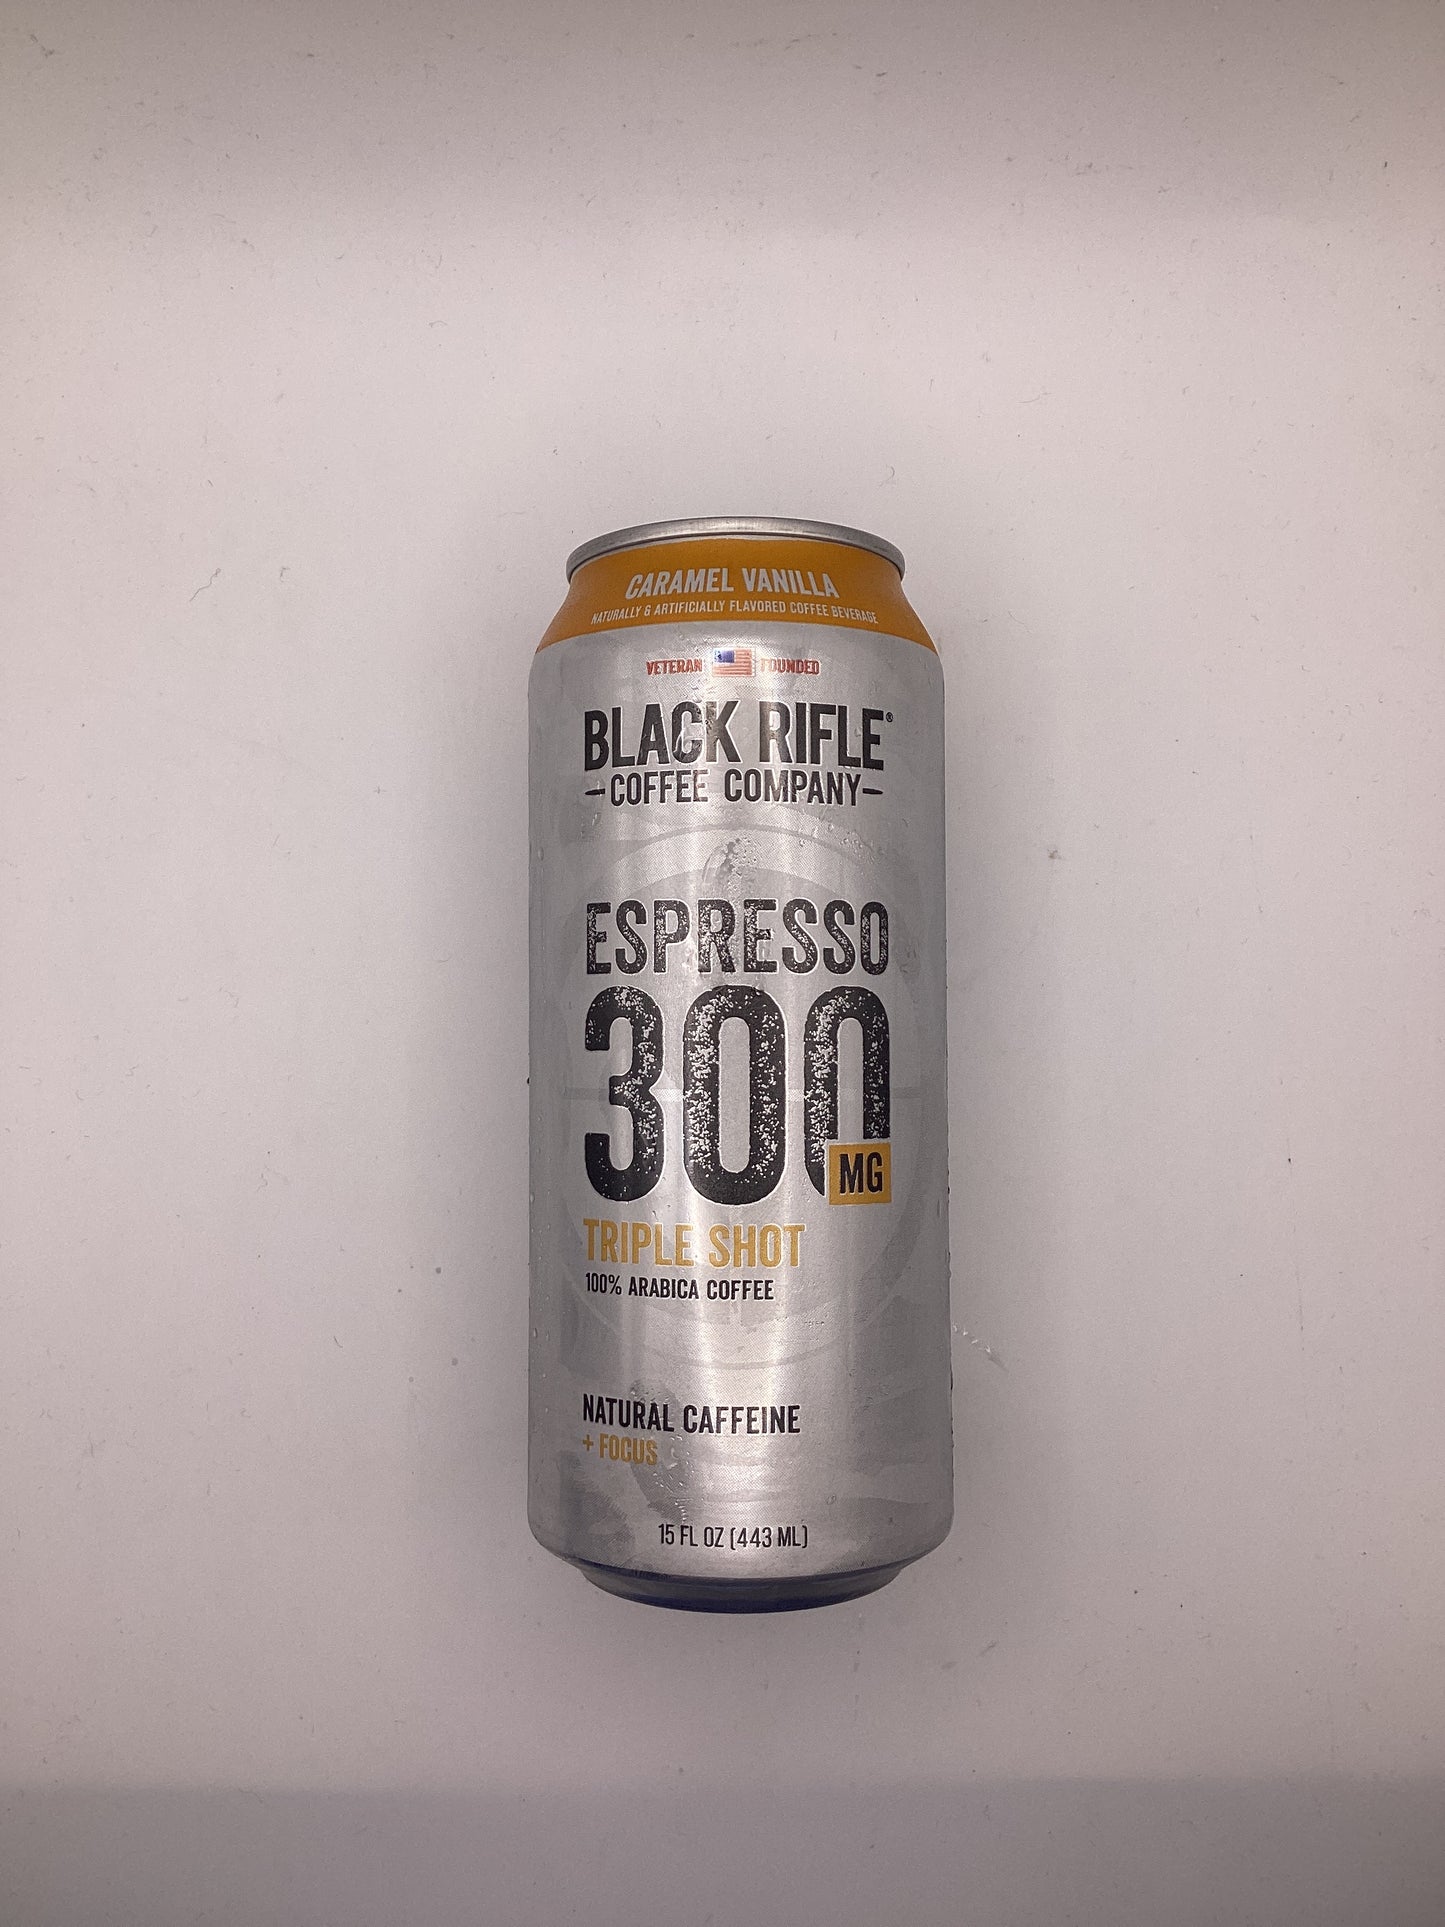 CARAMEL VANILLA
NATURALLY & ARTIFICIALLY FLAVORED COFFEE BEVERAGE
VETERAN FOUNDED
BLACK RIFLE®
COFFEE COMPANY
ESPRESSO
300
MG
TRIPLE SHOT
100% ARABICA COFFEE
NATURAL CAFFEINE
+ FOCUS
15 FL OZ (443 ML)